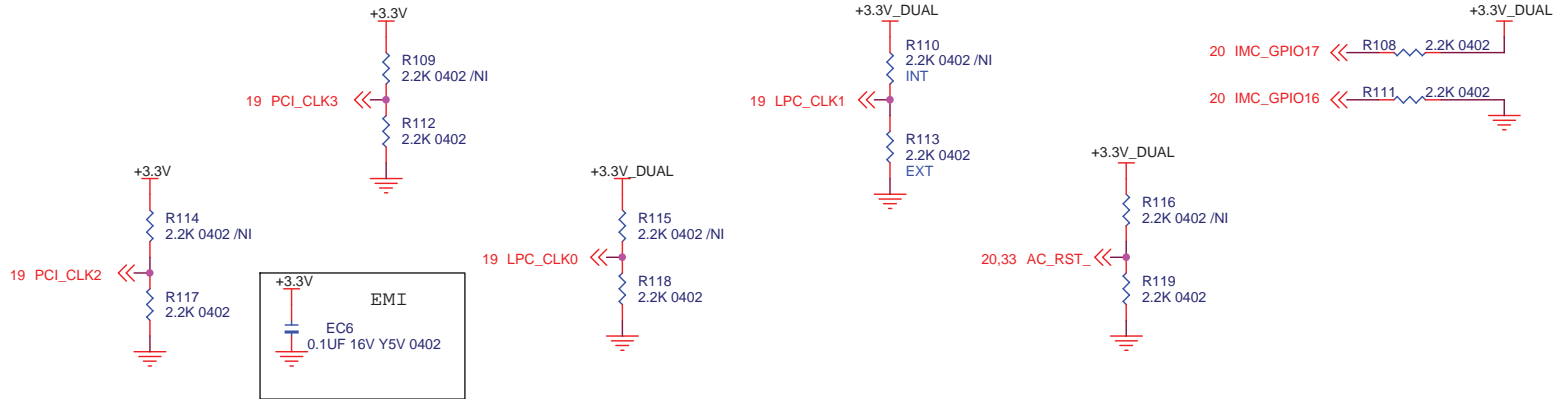 +3.3V
R109
2.2K 0402 /NI
19 PCI_CLK3
R112
2.2K 0402
+3.3V_DUAL
R110
2.2K 0402 /NI
INT
19 LPC_CLK1
R113
2.2K 0402
EXT
+3.3V_DUAL
20 IMC_GPIO17
R108
2.2K 0402
20 IMC_GPIO16
R111
2.2K 0402
+3.3V
R114
2.2K 0402 /NI
19 PCI_CLK2
R117
2.2K 0402
+3.3V
EMI
EC6
0.1UF 16V Y5V 0402
+3.3V_DUAL
R115
2.2K 0402 /NI
19 LPC_CLK0
R118
2.2K 0402
+3.3V_DUAL
R116
2.2K 0402 /NI
20,33 AC_RST_
R119
2.2K 0402